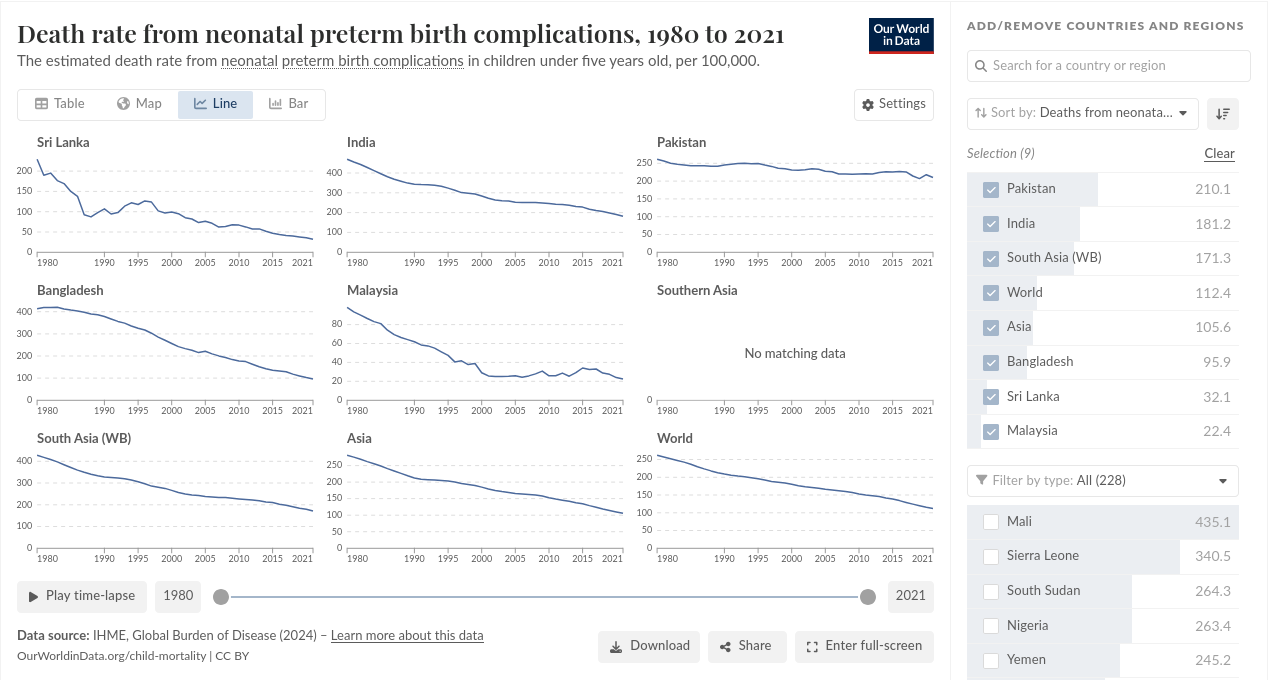 Death rate from neonatal preterm birth complications, 1980 to 2021
The estimated death rate from neonatal preterm birth complications in children under five years old, per 100,000.
Our World
in Data
Table Map Line Bar
Settings
Sri Lanka
200
150
100
50
0
1980 1990 1995 2000 2005 2010 2015 2021
India
400
300
200
100
0
1980 1990 1995 2000 2005 2010 2015 2021
Pakistan
250
200
150
100
50
0
1980 1990 1995 2000 2005 2010 2015 2021
Bangladesh
400
300
200
100
0
1980 1990 1995 2000 2005 2010 2015 2021
Malaysia
80
60
40
20
0
1980 1990 1995 2000 2005 2010 2015 2021
Southern Asia
No matching data
0
1980 1990 1995 2000 2005 2010 2015 2021
South Asia (WB)
400
300
200
100
0
1980 1990 1995 2000 2005 2010 2015 2021
Asia
250
200
150
100
50
0
1980 1990 1995 2000 2005 2010 2015 2021
World
250
200
150
100
50
0
1980 1990 1995 2000 2005 2010 2015 2021
Play time-lapse 1980 2021
Data source: IHME, Global Burden of Disease (2024) – Learn more about this data
OurWorldinData.org/child-mortality | CC BY
Download Share Enter full-screen
ADD/REMOVE COUNTRIES AND REGIONS
Search for a country or region
Sort by: Deaths from neonata...
Selection (9) Clear
Pakistan 210.1
India 181.2
South Asia (WB) 171.3
World 112.4
Asia 105.6
Bangladesh 95.9
Sri Lanka 32.1
Malaysia 22.4
Filter by type: All (228)
Mali 435.1
Sierra Leone 340.5
South Sudan 264.3
Nigeria 263.4
Yemen 245.2